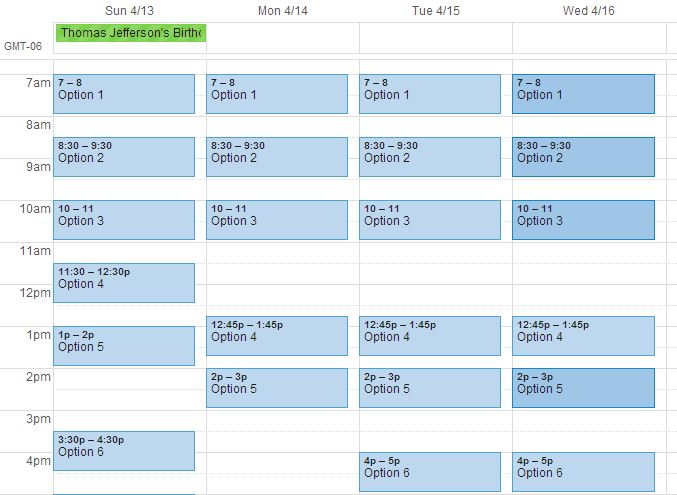 Sun 4/13
Mon 4/14
Tue 4/15
Wed 4/16
GMT-06
Thomas Jefferson's Birth
7am
8am
9am
10am
11am
12pm
1pm
2pm
3pm
4pm
7 – 8
Option 1
8:30 – 9:30
Option 2
10 – 11
Option 3
11:30 – 12:30p
Option 4
1p – 2p
Option 5
3:30p – 4:30p
Option 6
7 – 8
Option 1
8:30 – 9:30
Option 2
10 – 11
Option 3
12:45p – 1:45p
Option 4
2p – 3p
Option 5
7 – 8
Option 1
8:30 – 9:30
Option 2
10 – 11
Option 3
12:45p – 1:45p
Option 4
2p – 3p
Option 5
4p – 5p
Option 6
7 – 8
Option 1
8:30 – 9:30
Option 2
10 – 11
Option 3
12:45p – 1:45p
Option 4
2p – 3p
Option 5
4p – 5p
Option 6